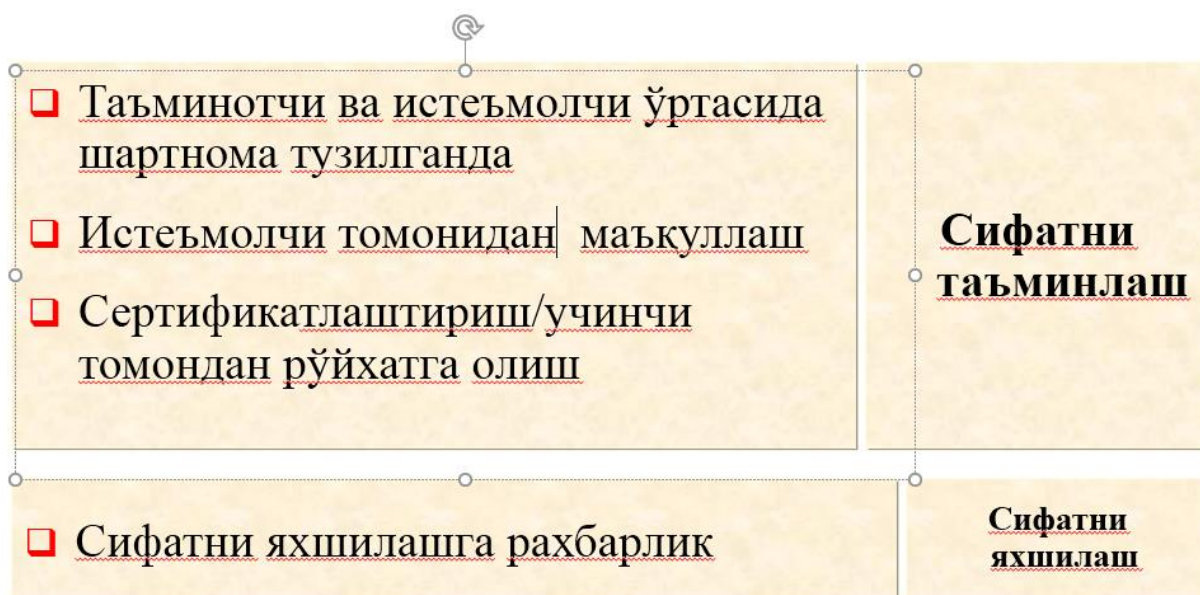 Таъминотчи ва истеъмолчи ўртасида
шартнома тузилганда
Истеъмолчи томонидан маъқуллаш
Сертификатлаштириш/учинчи
томондан рўйхатга олиш
Сифатни
таъминлаш
Сифатни яхшилашга рахбарлик
Сифатни
яхшилаш